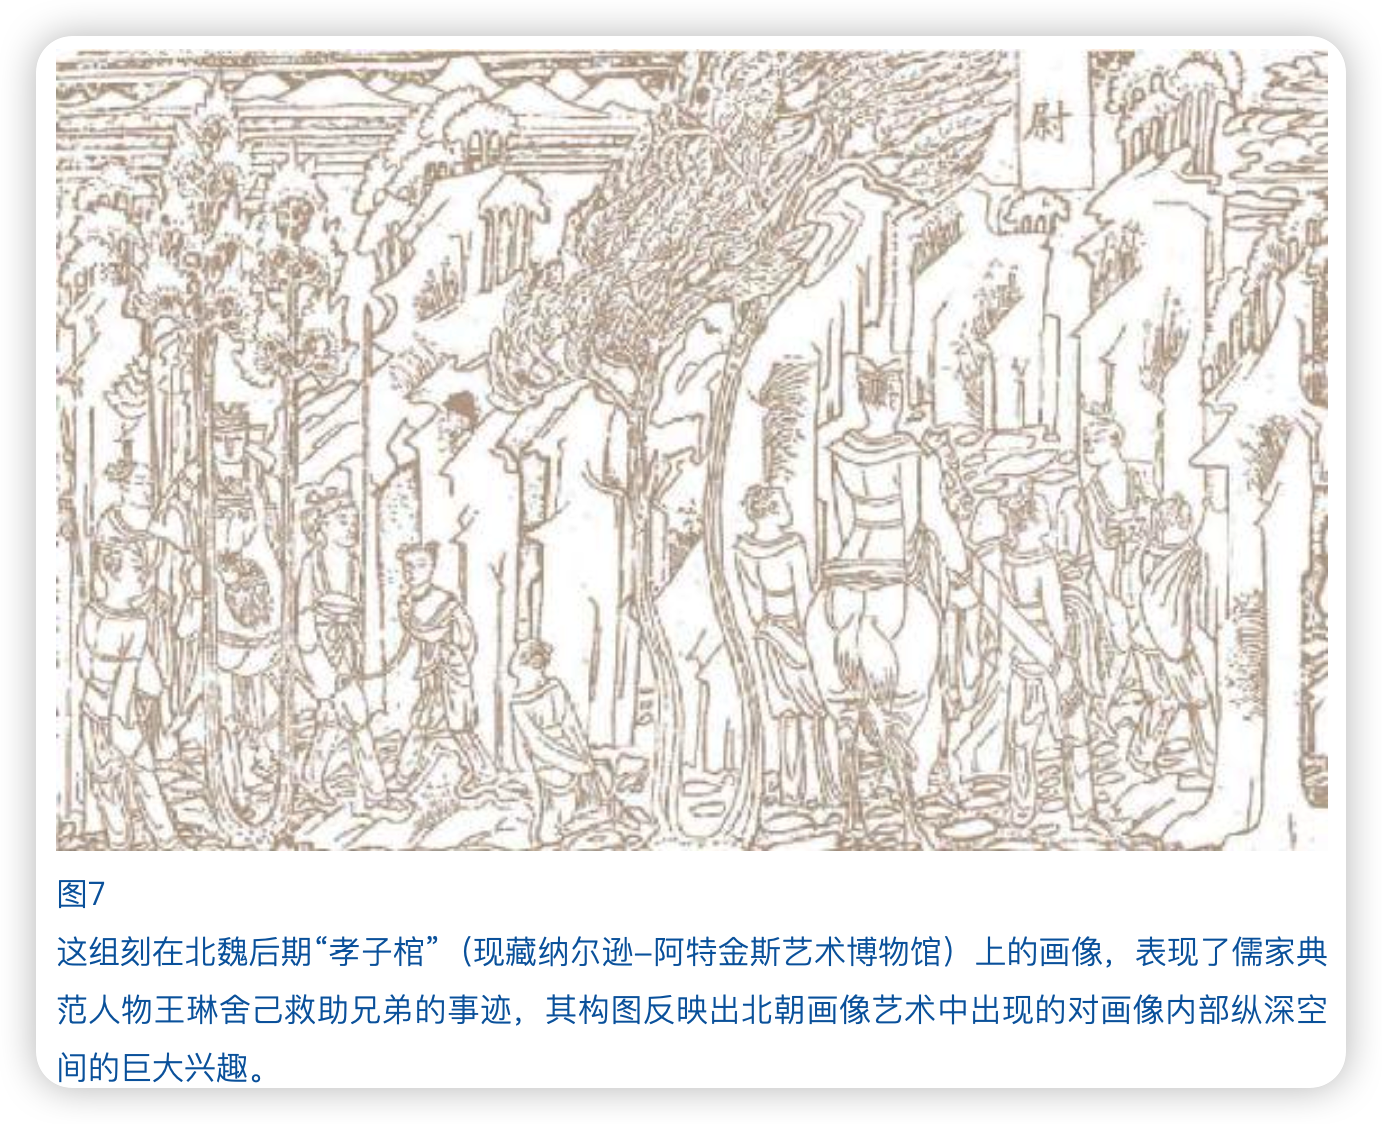 尉
图7
这组刻在北魏后期“孝子棺”（现藏纳尔逊–阿特金斯艺术博物馆）上的画像，表现了儒家典
范人物王琳舍己救助兄弟的事迹，其构图反映出北朝画像艺术中出现的对画像内部纵深空
间的巨大兴趣。